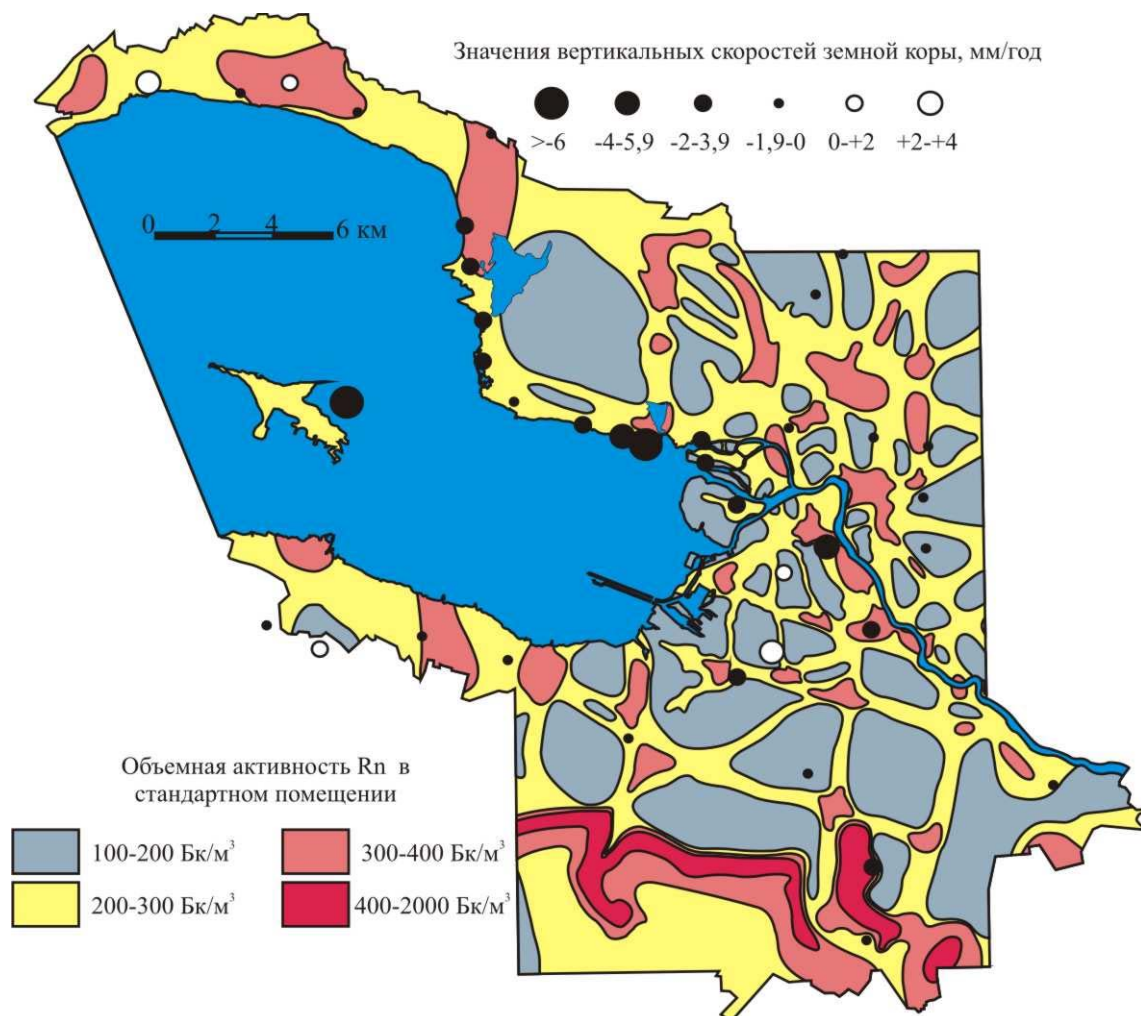 Значения вертикальных скоростей земной коры, мм/год
>-6 -4-5,9 -2-3,9 -1,9-0 0-+2 +2-+4
0 2 4 6 км
Объемная активность Rn в
стандартном помещении
100-200 Бк/м³ 300-400 Бк/м³
200-300 Бк/м³ 400-2000 Бк/м³